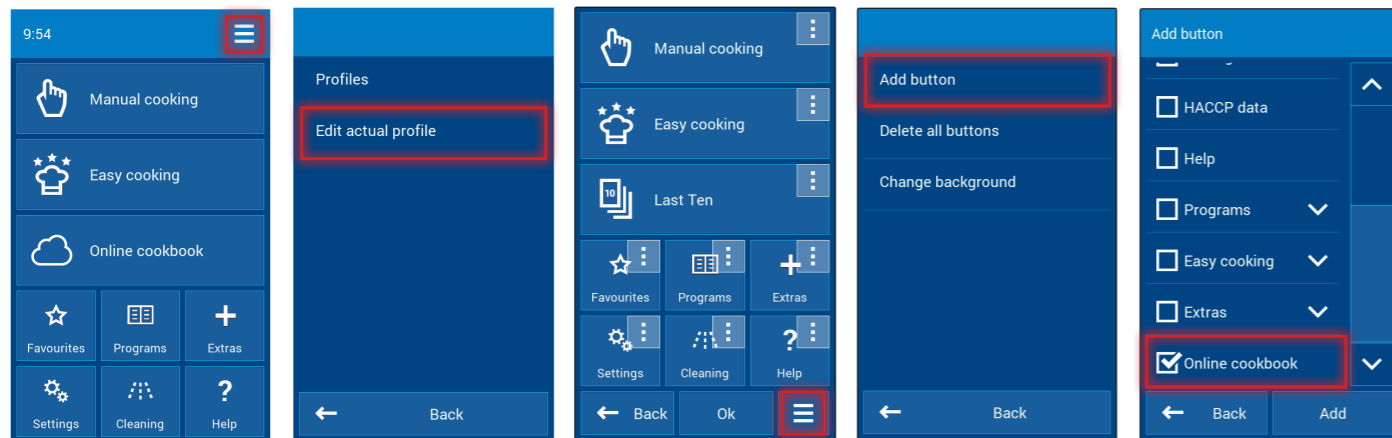 9:54
Manual cooking
Easy cooking
Online cookbook
Favourites Programs Extras
Settings Cleaning Help
Profiles
Edit actual profile
Back
Manual cooking
Easy cooking
10
Last Ten
Favourites Programs Extras
Settings Cleaning Help
Back Ok
Add button
Delete all buttons
Change background
Back
Add button
HACCP data
Help
Programs
Easy cooking
Extras
Online cookbook
Back Add